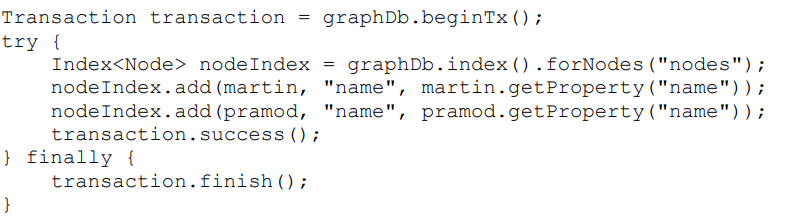 Transaction transaction = graphDb.beginTx();
try {
    Index<Node> nodeIndex = graphDb.index().forNodes("nodes");
    nodeIndex.add(martin, "name", martin.getProperty("name"));
    nodeIndex.add(pramod, "name", pramod.getProperty("name"));
    transaction.success();
} finally {
    transaction.finish();
}